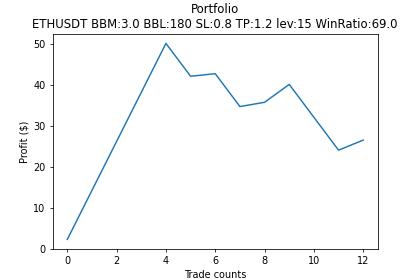 Portfolio
ETHUSDT BBM:3.0 BBL:180 SL:0.8 TP:1.2 lev:15 WinRatio:69.0
50
40
30
20
10
0
Profit ($)
0 2 4 6 8 10 12
Trade counts